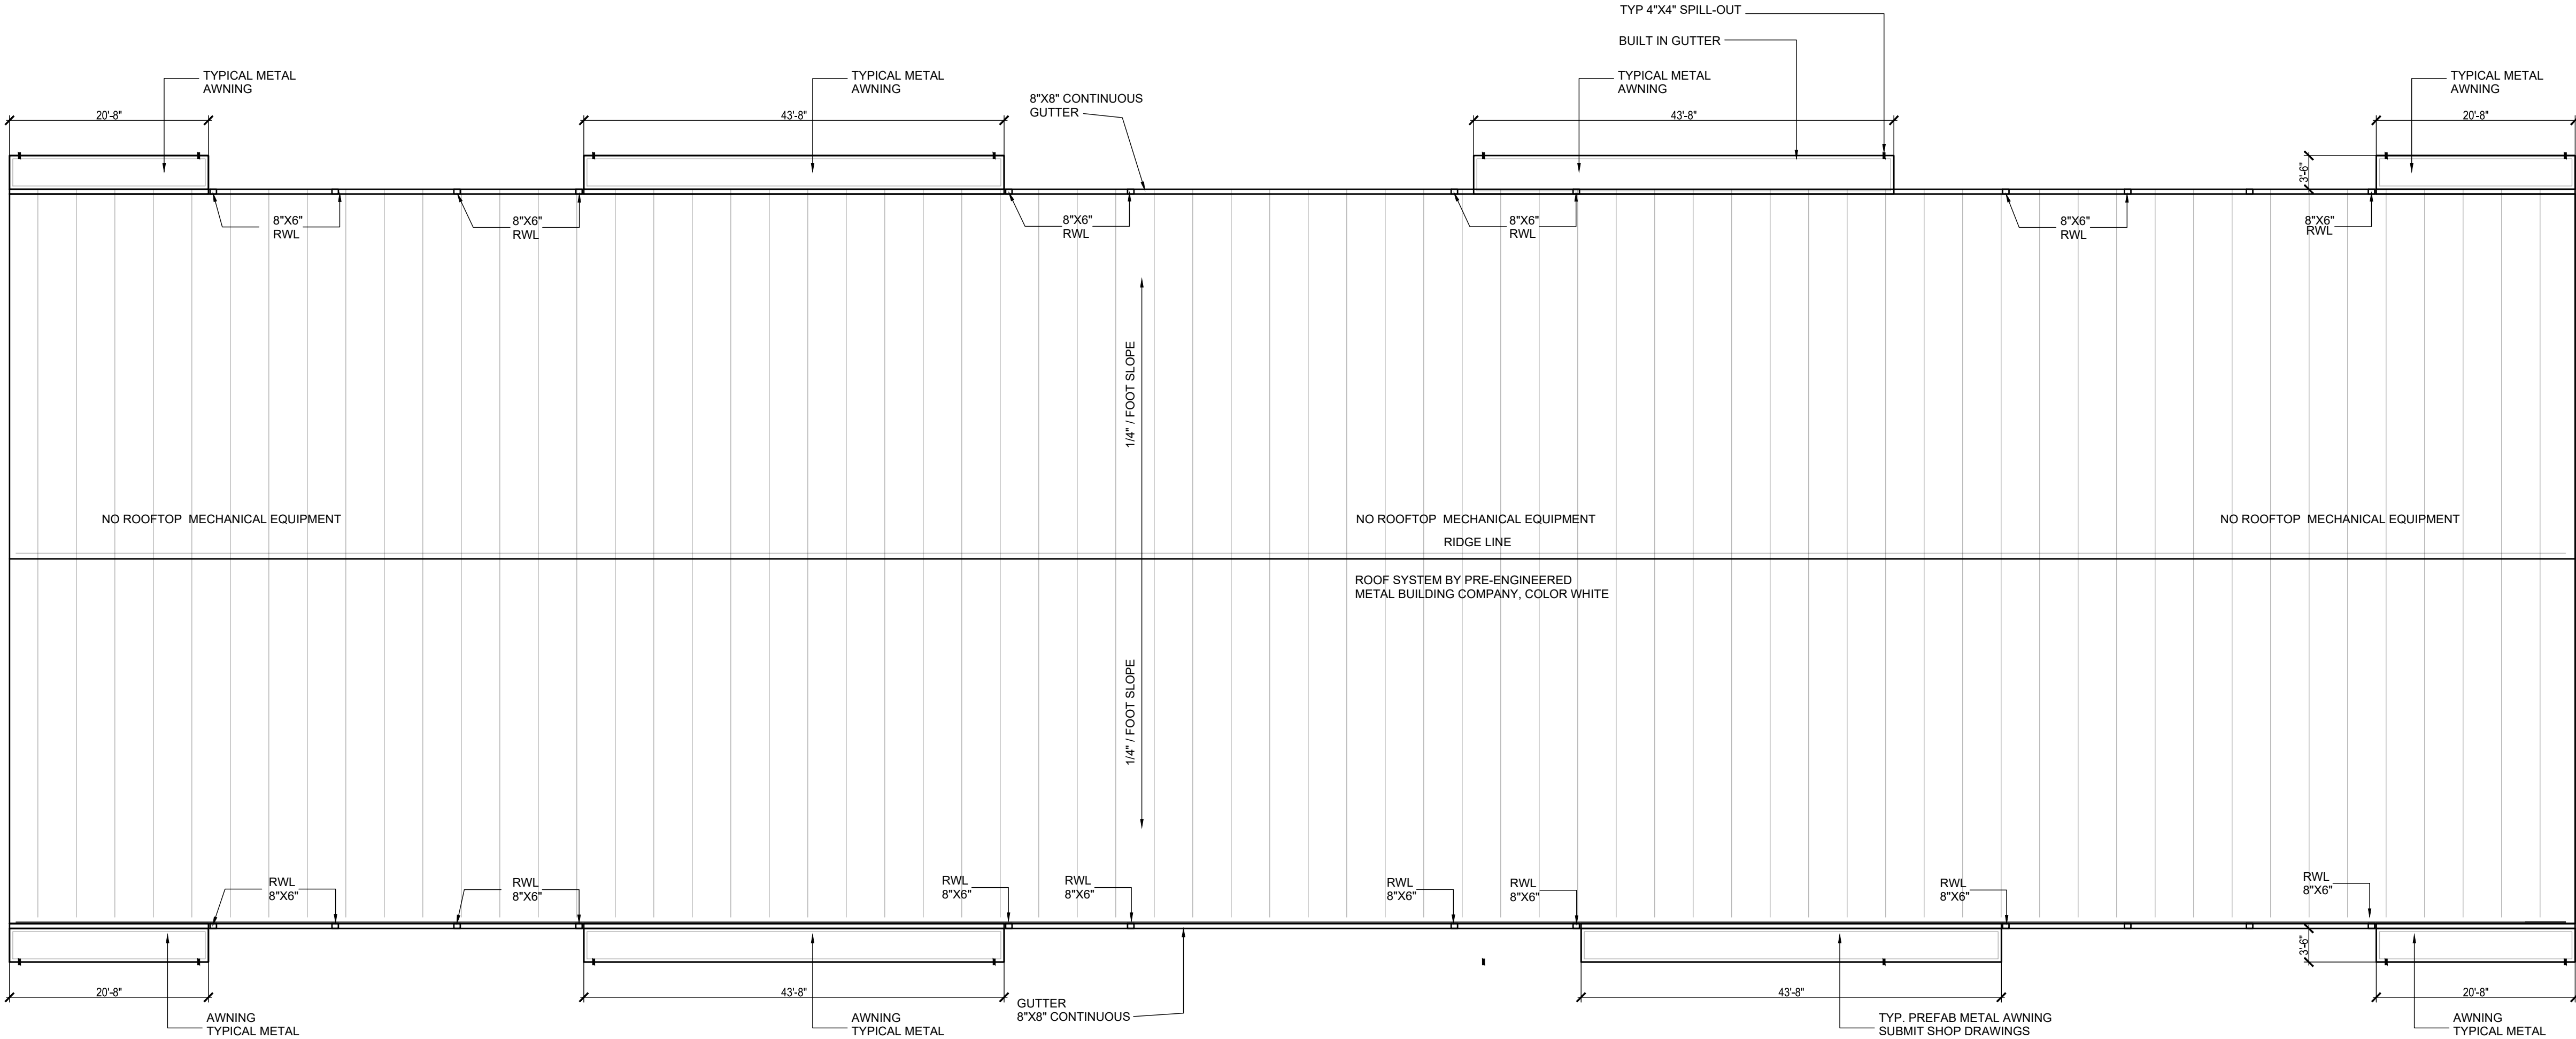 TYP 4"X4" SPILL-OUT
BUILT IN GUTTER
TYPICAL METAL
AWNING
TYPICAL METAL
AWNING
TYPICAL METAL
AWNING
TYPICAL METAL
AWNING
8"X8" CONTINUOUS
GUTTER
20'-8"
43'-8"
43'-8"
20'-8"
3'-6"
8"X6"
RWL
8"X6"
RWL
8"X6"
RWL
8"X6"
RWL
8"X6"
RWL
8"X6"
RWL
1/4" / FOOT SLOPE
NO ROOFTOP MECHANICAL EQUIPMENT
NO ROOFTOP MECHANICAL EQUIPMENT
NO ROOFTOP MECHANICAL EQUIPMENT
RIDGE LINE
ROOF SYSTEM BY PRE-ENGINEERED
METAL BUILDING COMPANY, COLOR WHITE
1/4" / FOOT SLOPE
RWL
8"X6"
RWL
8"X6"
RWL
8"X6"
RWL
8"X6"
RWL
8"X6"
RWL
8"X6"
RWL
8"X6"
RWL
8"X6"
3'-6"
20'-8"
43'-8"
43'-8"
20'-8"
AWNING
TYPICAL METAL
AWNING
TYPICAL METAL
GUTTER
8"X8" CONTINUOUS
TYP. PREFAB METAL AWNING
SUBMIT SHOP DRAWINGS
AWNING
TYPICAL METAL